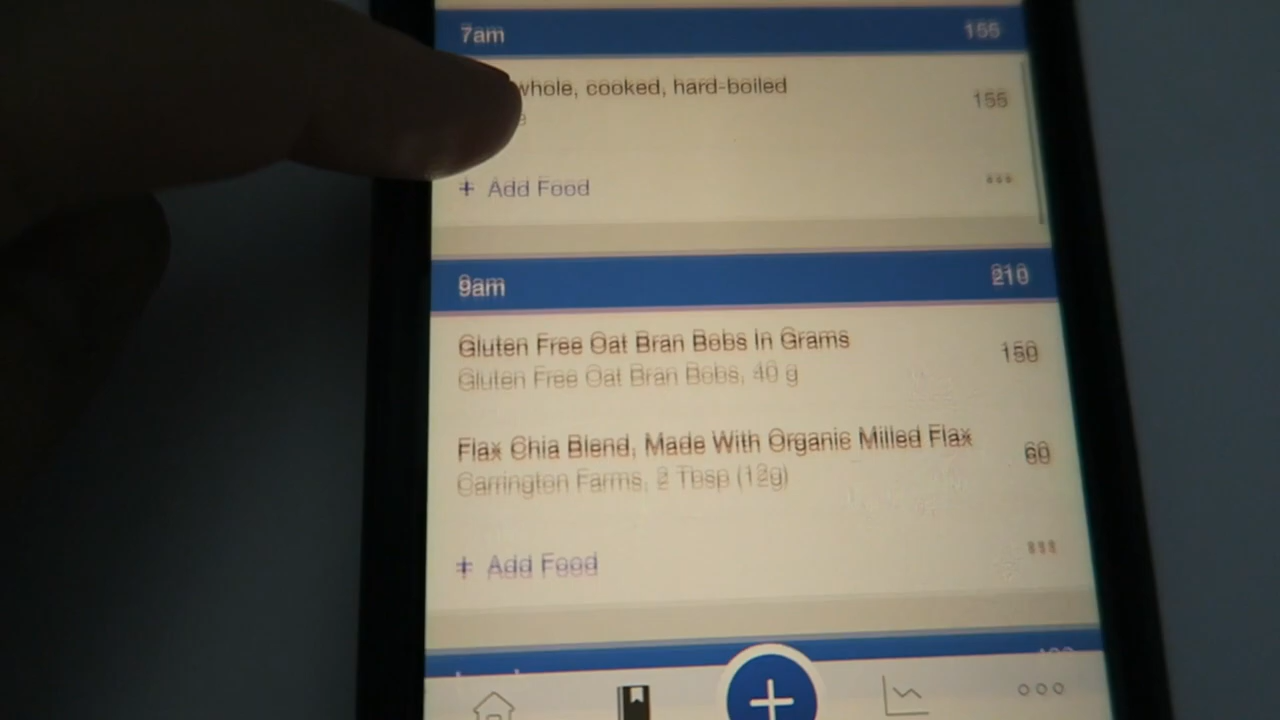 7am 155
whole, cooked, hard-boiled 155
+ Add Food
9am 210
Gluten Free Oat Bran Bobs In Grams 150
Gluten Free Oat Bran Bobs, 40 g
Flax Chia Blend, Made With Organic Milled Flax 60
Carrington Farms, 2 Tbsp (12g)
+ Add Food